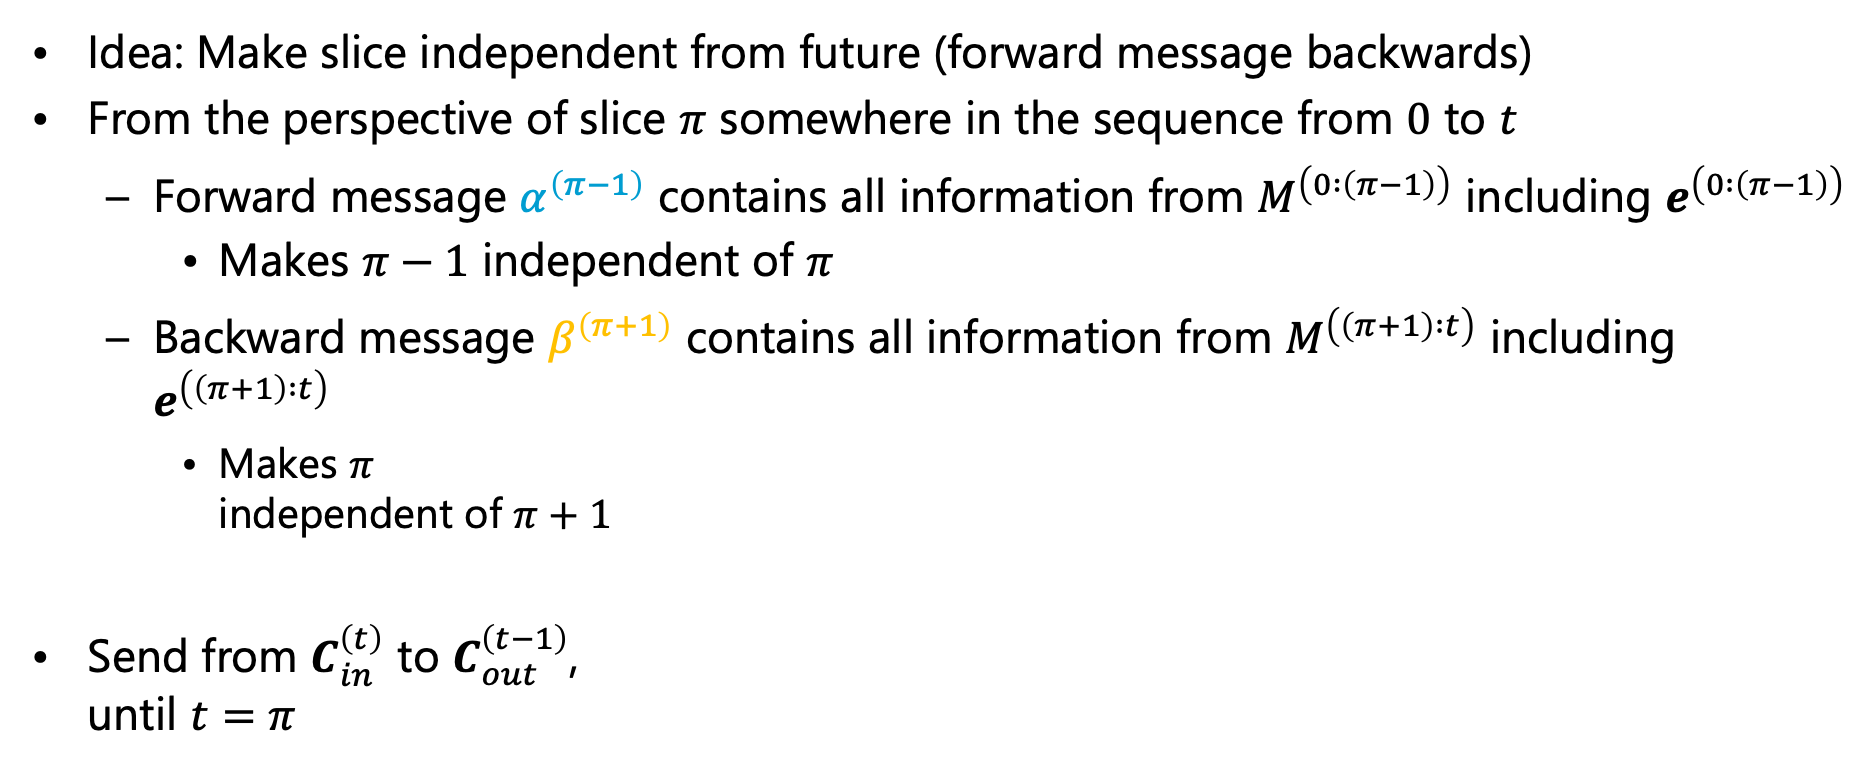 • Idea: Make slice independent from future (forward message backwards)
• From the perspective of slice π somewhere in the sequence from 0 to t
– Forward message α^(π−1) contains all information from M^(0:(π−1)) including e^(0:(π−1))
• Makes π − 1 independent of π
– Backward message β^(π+1) contains all information from M^((π+1):t) including
e^((π+1):t)
• Makes π
independent of π + 1
• Send from C_in^(t) to C_out^(t−1),
until t = π